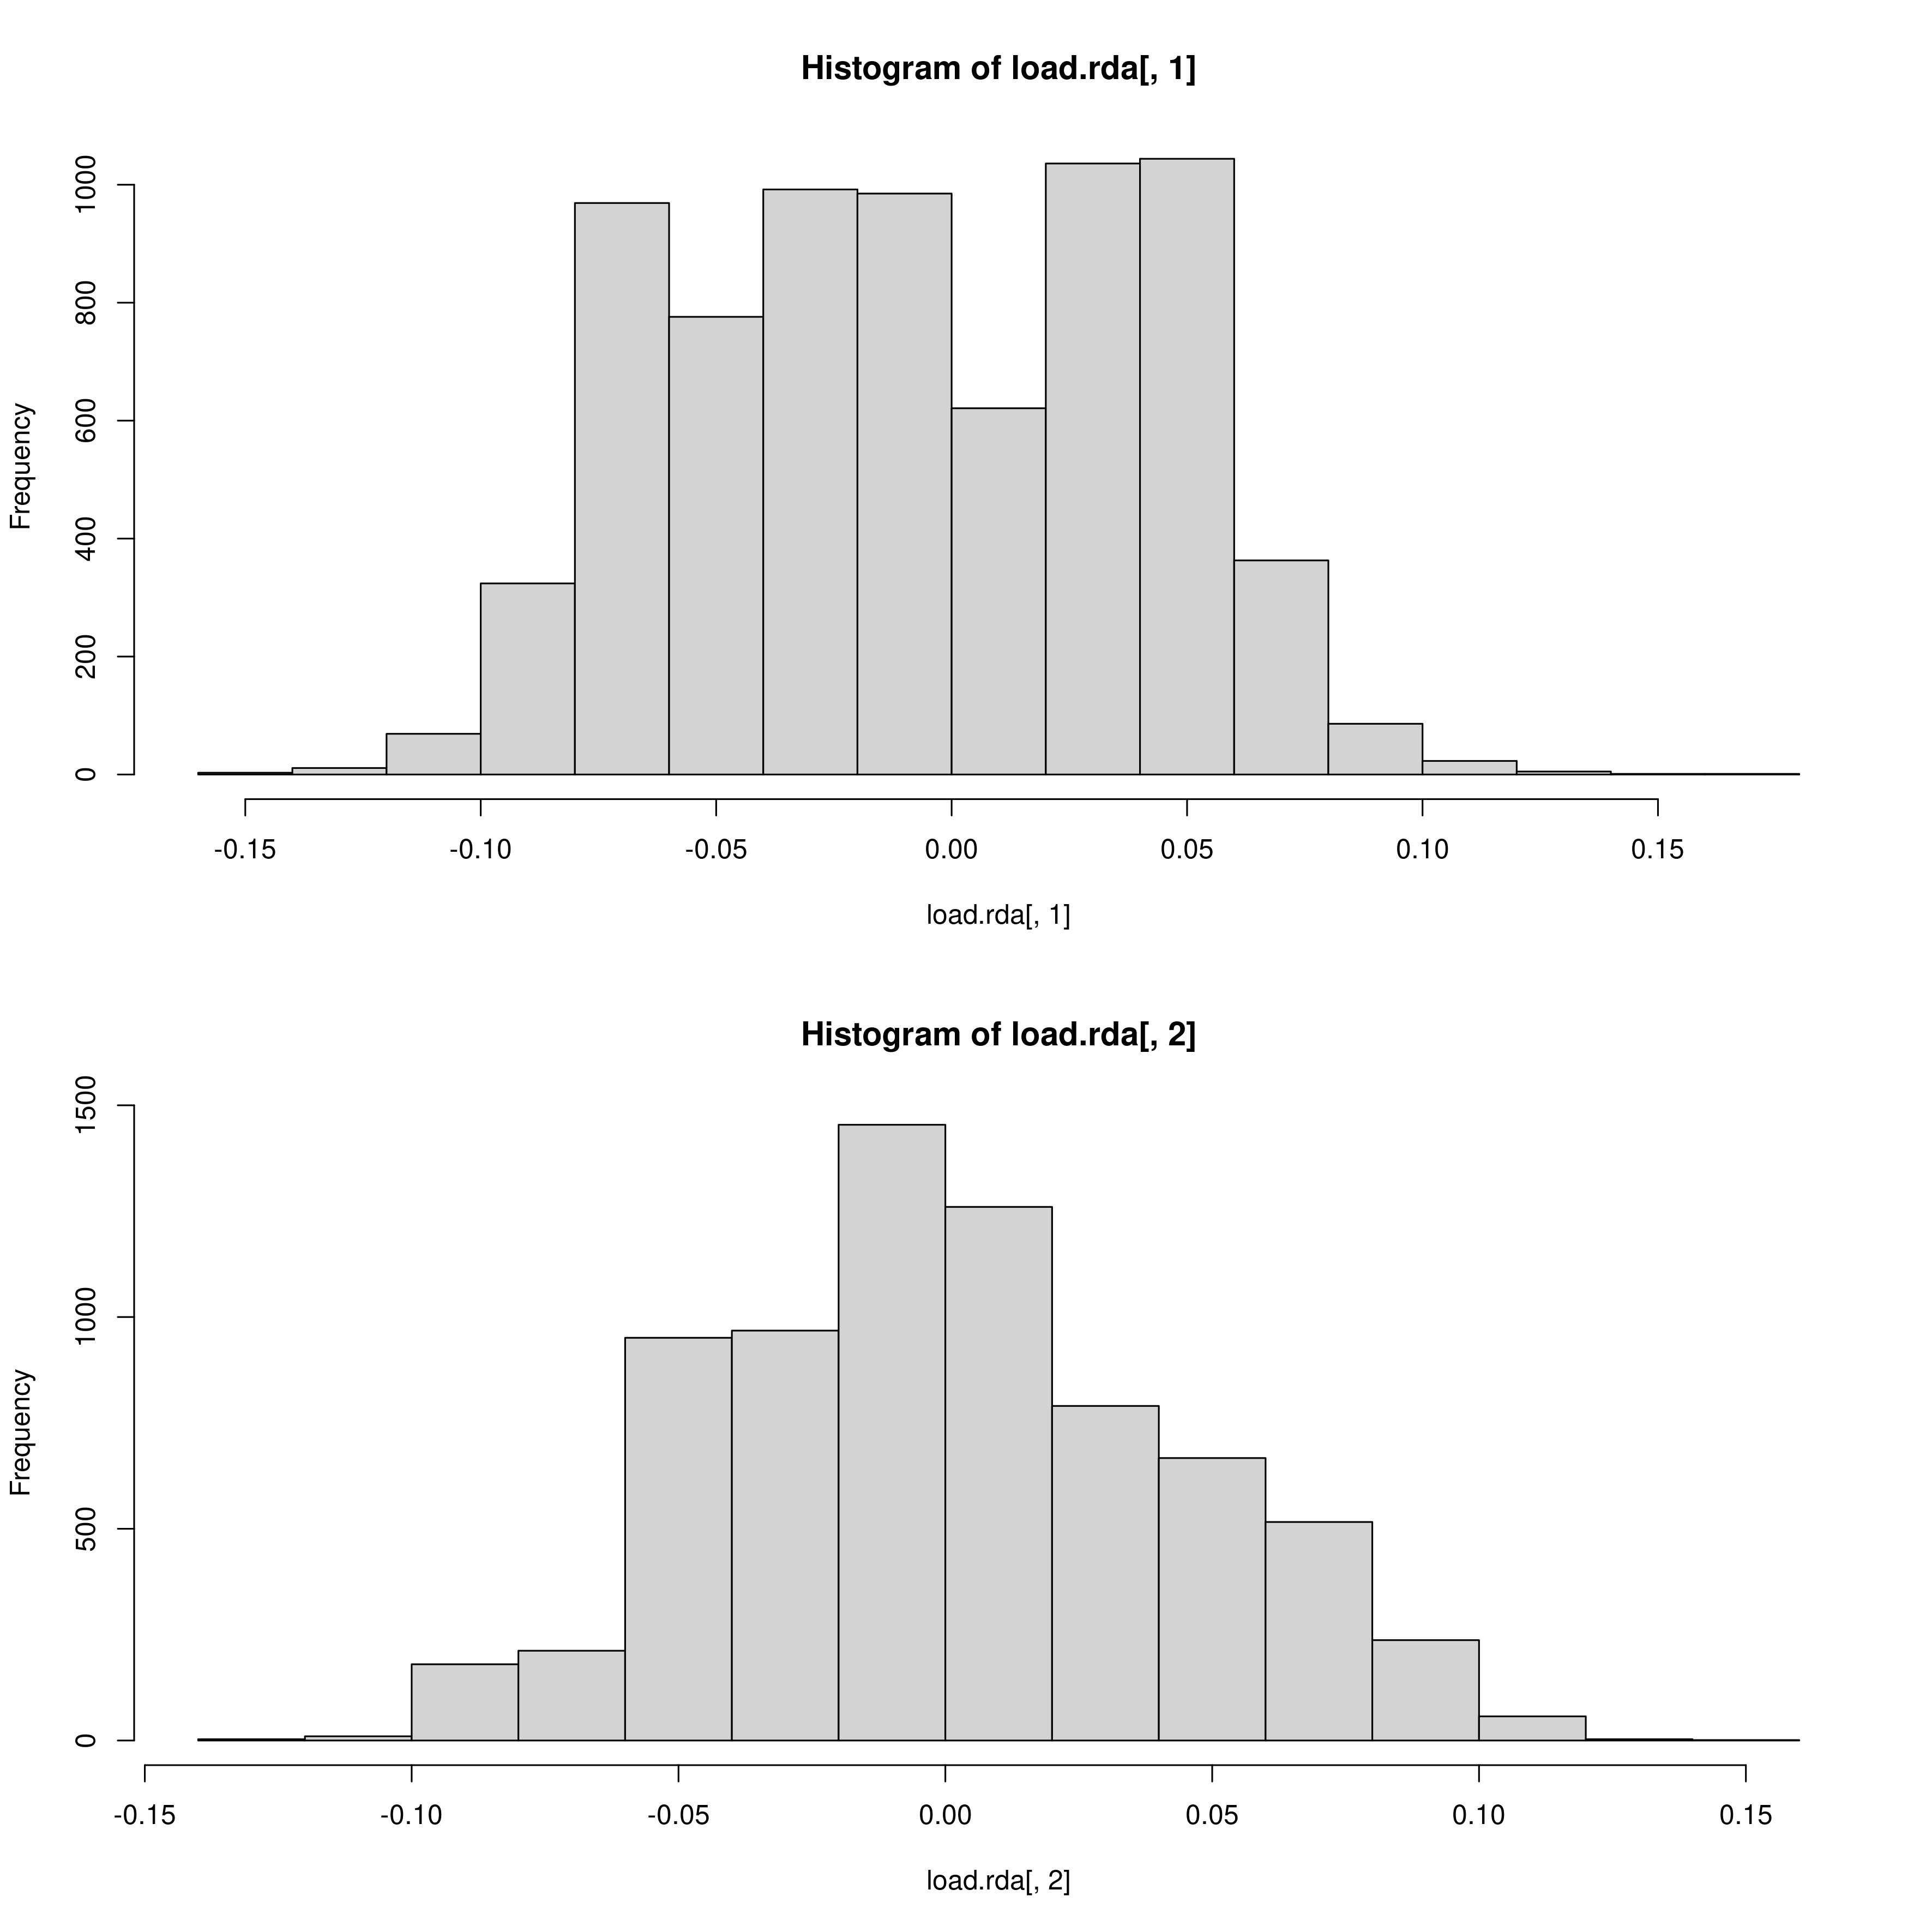 Histogram of load.rda[, 1]
Frequency
0 200 400 600 800 1000
-0.15 -0.10 -0.05 0.00 0.05 0.10 0.15
load.rda[, 1]
Histogram of load.rda[, 2]
Frequency
0 500 1000 1500
-0.15 -0.10 -0.05 0.00 0.05 0.10 0.15
load.rda[, 2]